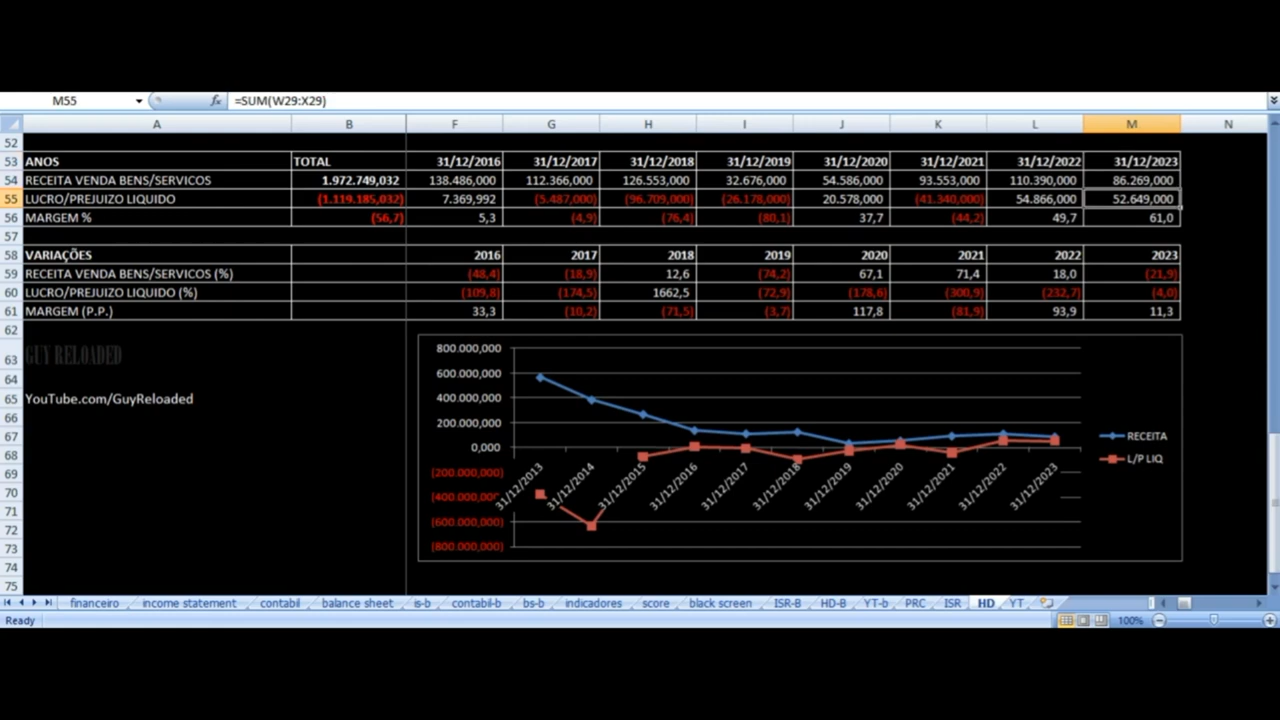 M55 fx =SUM(W29:X29)
A B F G H I J K L M N
52
53 ANOS TOTAL 31/12/2016 31/12/2017 31/12/2018 31/12/2019 31/12/2020 31/12/2021 31/12/2022 31/12/2023
54 RECEITA VENDA BENS/SERVICOS 1.972.749,032 138.486,000 112.366,000 126.553,000 32.676,000 54.586,000 93.553,000 110.390,000 86.269,000
55 LUCRO/PREJUIZO LIQUIDO (1.119.185,032) 7.369,992 (5.487,000) (96.709,000) (26.178,000) 20.578,000 (41.340,000) 54.866,000 52.649,000
56 MARGEM % (56,7) 5,3 (4,9) (76,4) (80,1) 37,7 (44,2) 49,7 61,0
57
58 VARIAÇÕES 2016 2017 2018 2019 2020 2021 2022 2023
59 RECEITA VENDA BENS/SERVICOS (%) (48,4) (18,9) 12,6 (74,2) 67,1 71,4 18,0 (21,9)
60 LUCRO/PREJUIZO LIQUIDO (%) (109,8) (174,5) 1662,5 (72,9) (178,6) (300,9) (232,7) (4,0)
61 MARGEM (P.P.) 33,3 (10,2) (71,5) (3,7) 117,8 (81,9) 93,9 11,3
62
63 GUY RELOADED
64
65 YouTube.com/GuyReloaded
66
67
68
69
70
71
72
73
74
75
800.000,000
600.000,000
400.000,000
200.000,000
0,000
(200.000,000)
(400.000,000)
(600.000,000)
(800.000,000)
31/12/2013 31/12/2014 31/12/2015 31/12/2016 31/12/2017 31/12/2018 31/12/2019 31/12/2020 31/12/2021 31/12/2022 31/12/2023
RECEITA
L/P LIQ
financeiro income statement contabil balance sheet is-b contabil-b bs-b indicadores score black screen ISR-B HD-B YT-b PRC ISR HD YT
Ready 100%